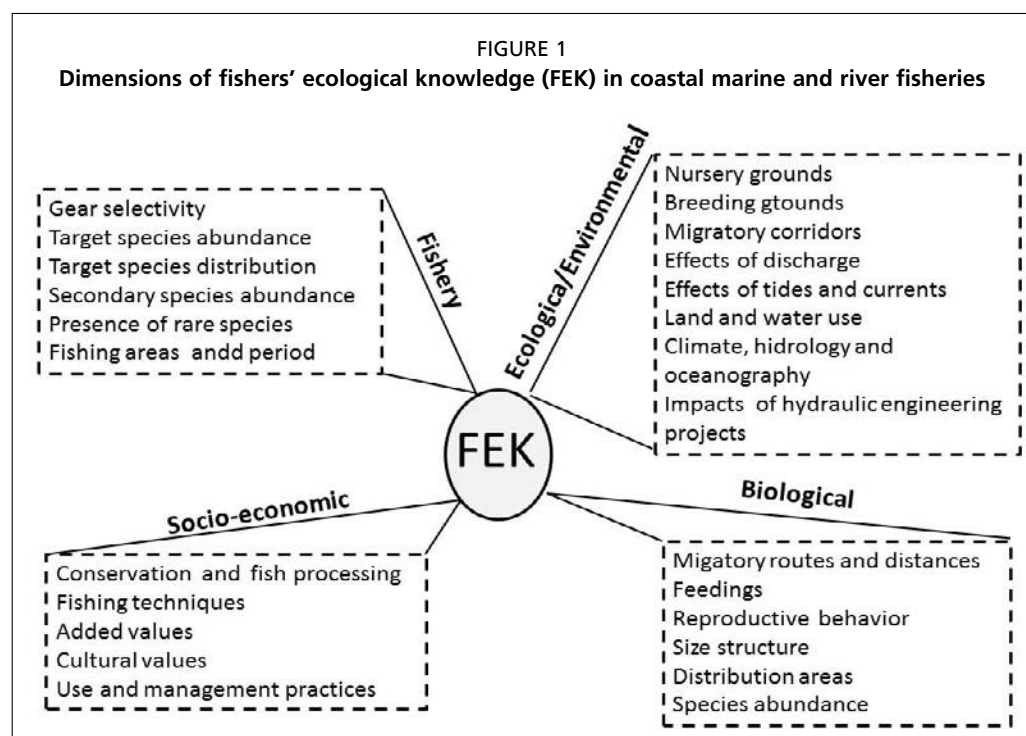 FIGURE 1
Dimensions of fishers' ecological knowledge (FEK) in coastal marine and river fisheries
Fishery
Gear selectivity
Target species abundance
Target species distribution
Secondary species abundance
Presence of rare species
Fishing areas andd period
Ecologica/Environmental
Nursery grounds
Breeding gtounds
Migratory corridors
Effects of discharge
Effects of tides and currents
Land and water use
Climate, hidrology and
oceanography
Impacts of hydraulic engineering
projects
FEK
Socio-economic
Conservation and fish processing
Fishing techniques
Added values
Cultural values
Use and management practices
Biological
Migatory routes and distances
Feedings
Reproductive behavior
Size structure
Distribution areas
Species abundance